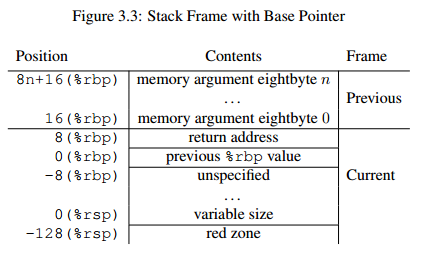 Figure 3.3: Stack Frame with Base Pointer
Position Contents Frame
8n+16(%rbp) memory argument eightbyte n
... Previous
16(%rbp) memory argument eightbyte 0
8(%rbp) return address
0(%rbp) previous %rbp value
-8(%rbp) unspecified Current
...
0(%rsp) variable size
-128(%rsp) red zone